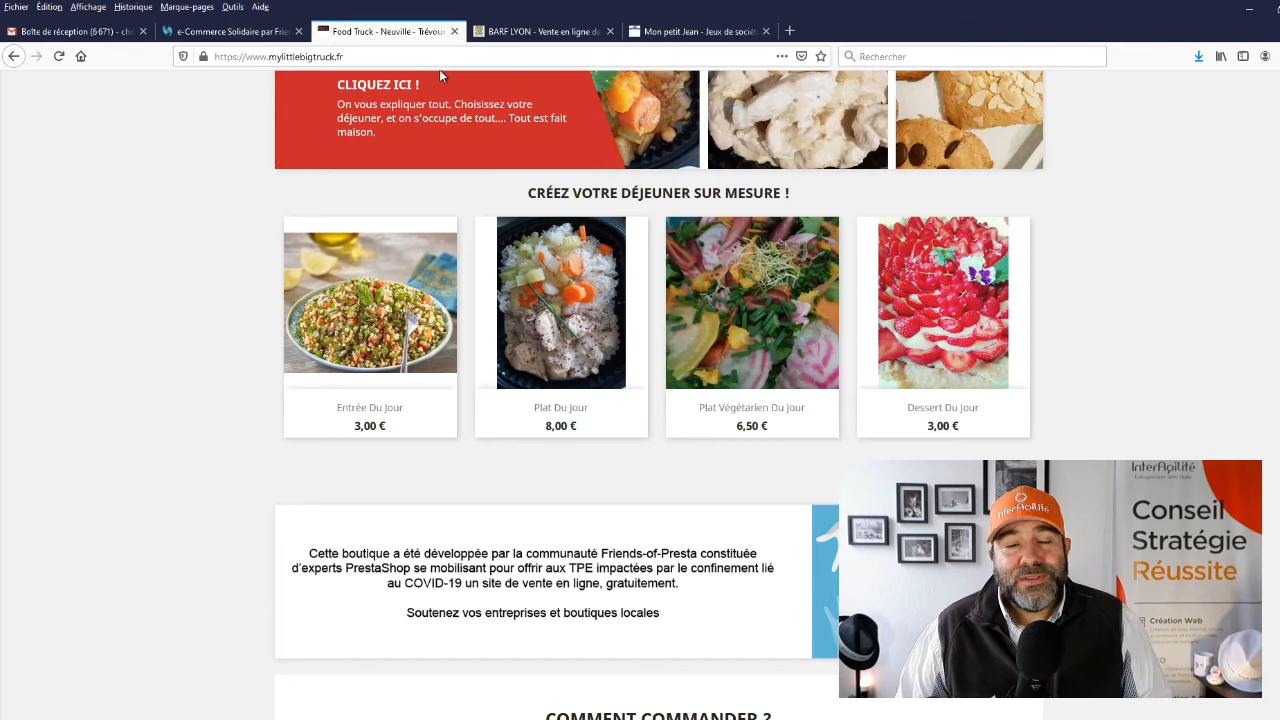 Fichier Édition Affichage Historique Marque-pages Outils Aide
Boîte de réception (6 671) - ch
e-Commerce Solidaire par Frie
Food Truck - Neuville - Trévou
BARF LYON - Vente en ligne de
Mon petit Jean - Jeux de sociét
https://www.mylittlebigtruck.fr
Rechercher
CLIQUEZ ICI !
On vous expliquer tout. Choisissez votre
déjeuner, et on s'occupe de tout.... Tout est fait
maison.
CRÉEZ VOTRE DÉJEUNER SUR MESURE !
Entrée Du Jour
3,00 €
Plat Du Jour
8,00 €
Plat Végétarien Du Jour
6,50 €
Dessert Du Jour
3,00 €
Cette boutique a été développée par la communauté Friends-of-Presta constituée
d'experts PrestaShop se mobilisant pour offrir aux TPE impactées par le confinement lié
au COVID-19 un site de vente en ligne, gratuitement.
Soutenez vos entreprises et boutiques locales
COMMENT COMMANDER ?
InterAgilité
InterAgilité
Conseil
Stratégie
Réussite
Création Web